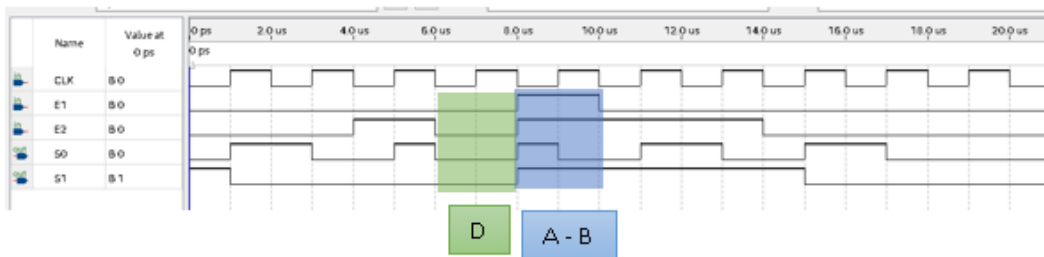 Name Value at 0 ps
0 ps 2.0 us 4.0 us 6.0 us 8.0 us 10.0 us 12.0 us 14.0 us 16.0 us 18.0 us 20.0 us
0 ps
CLK B 0
E1 B 0
E2 B 0
S0 B 0
S1 B 1
D A - B